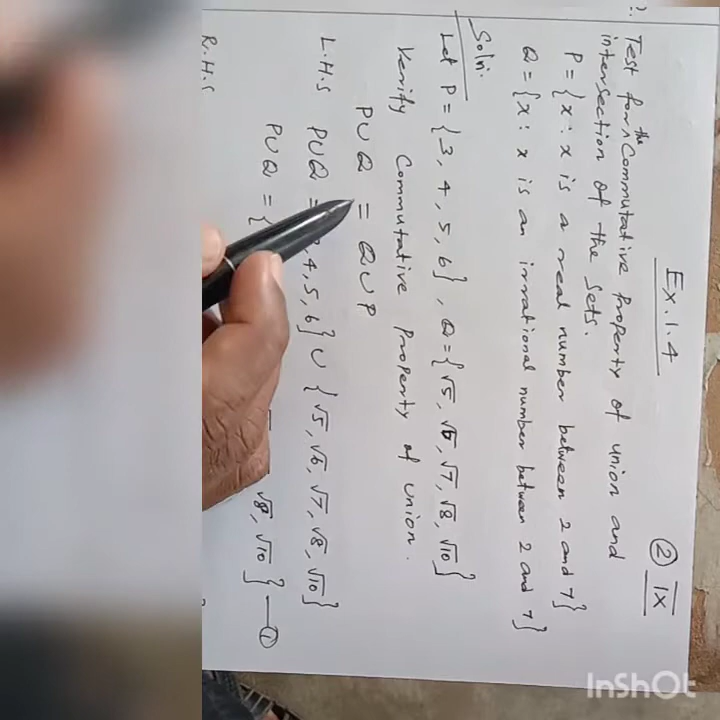 Ex. 1.4
② IX
2. Test for the Commutative Property of union and
intersection of the sets.
P = { x : x is a real number between 2 and 7}
Q = { x : x is an irrational number between 2 and 7}
Soln:
Let P = {3, 4, 5, 6}, Q = {√5, √6, √7, √8, √10}
Verify Commutative Property of union.
P∪Q = Q∪P
L.H.S P∪Q = , 4, 5, 6} ∪ {√5, √6, √7, √8, √10}
P∪Q = { √8, √10} —①
R.H.S
InShOt